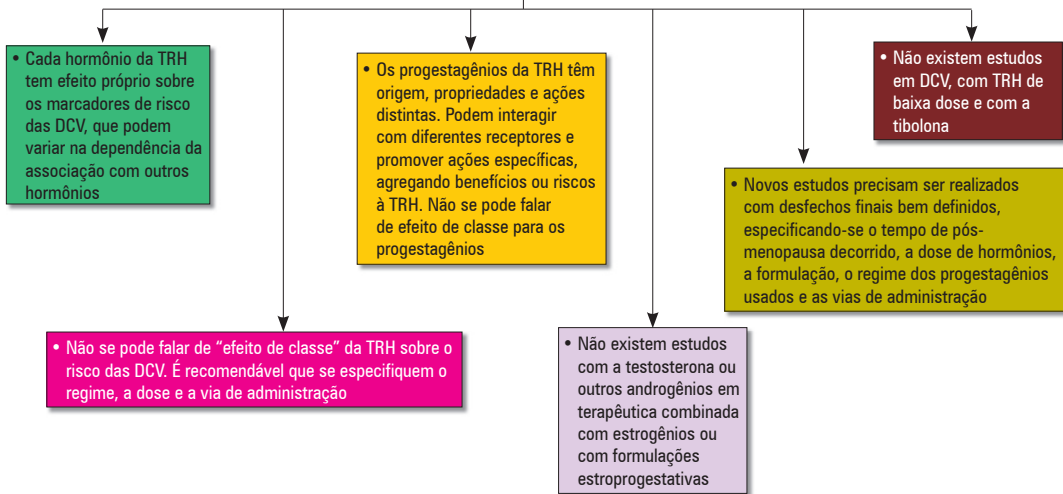 • Cada hormônio da TRH
tem efeito próprio sobre
os marcadores de risco
das DCV, que podem
variar na dependência da
associação com outros
hormônios
• Os progestagênios da TRH têm
origem, propriedades e ações
distintas. Podem interagir
com diferentes receptores e
promover ações específicas,
agregando benefícios ou riscos
à TRH. Não se pode falar
de efeito de classe para os
progestagênios
• Não existem estudos
em DCV, com TRH de
baixa dose e com a
tibolona
• Novos estudos precisam ser realizados
com desfechos finais bem definidos,
especificando-se o tempo de pós-
menopausa decorrido, a dose de hormônios,
a formulação, o regime dos progestagênios
usados e as vias de administração
• Não se pode falar de “efeito de classe” da TRH sobre o
risco das DCV. É recomendável que se especifiquem o
regime, a dose e a via de administração
• Não existem estudos
com a testosterona ou
outros androgênios em
terapêutica combinada
com estrogênios ou
com formulações
estroprogestativas